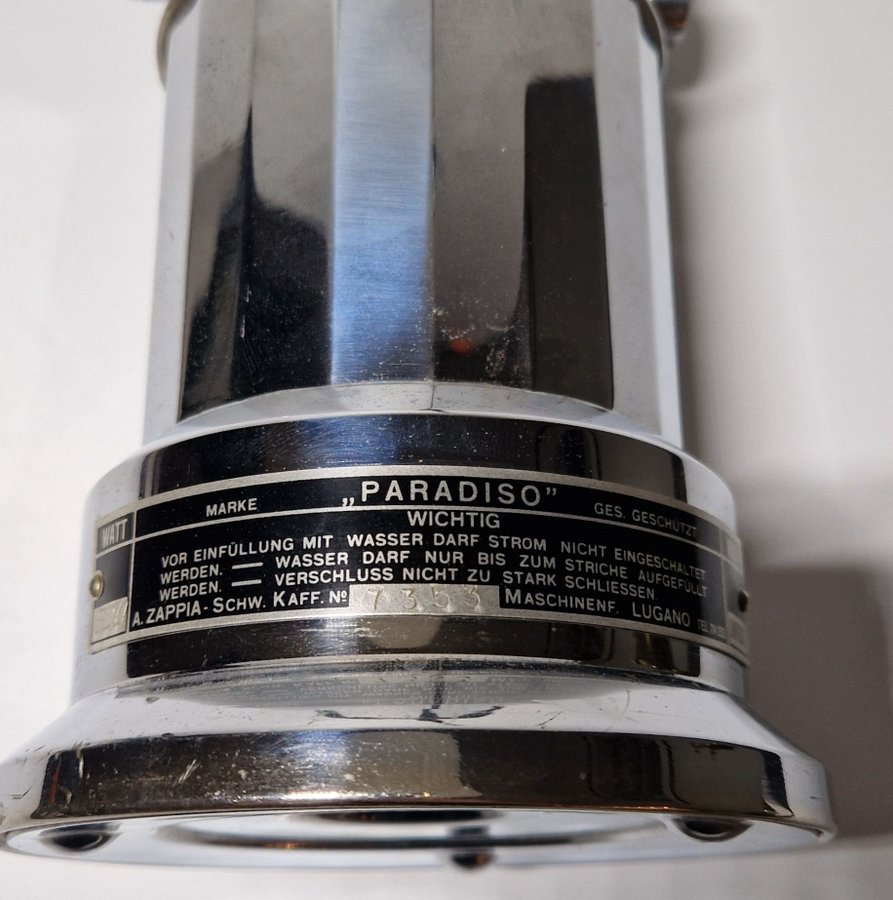 WATT
MARKE „PARADISO” GES. GESCHÜTZT
WICHTIG
VOR EINFÜLLUNG MIT WASSER DARF STROM NICHT EINGESCHALTET
WERDEN. — WASSER DARF NUR BIS ZUM STRICHE AUFGEFÜLLT
WERDEN. — VERSCHLUSS NICHT ZU STARK SCHLIESSEN.
A. ZAPPIA-SCHW. KAFF. Nº 7353 MASCHINENF. LUGANO TEL.